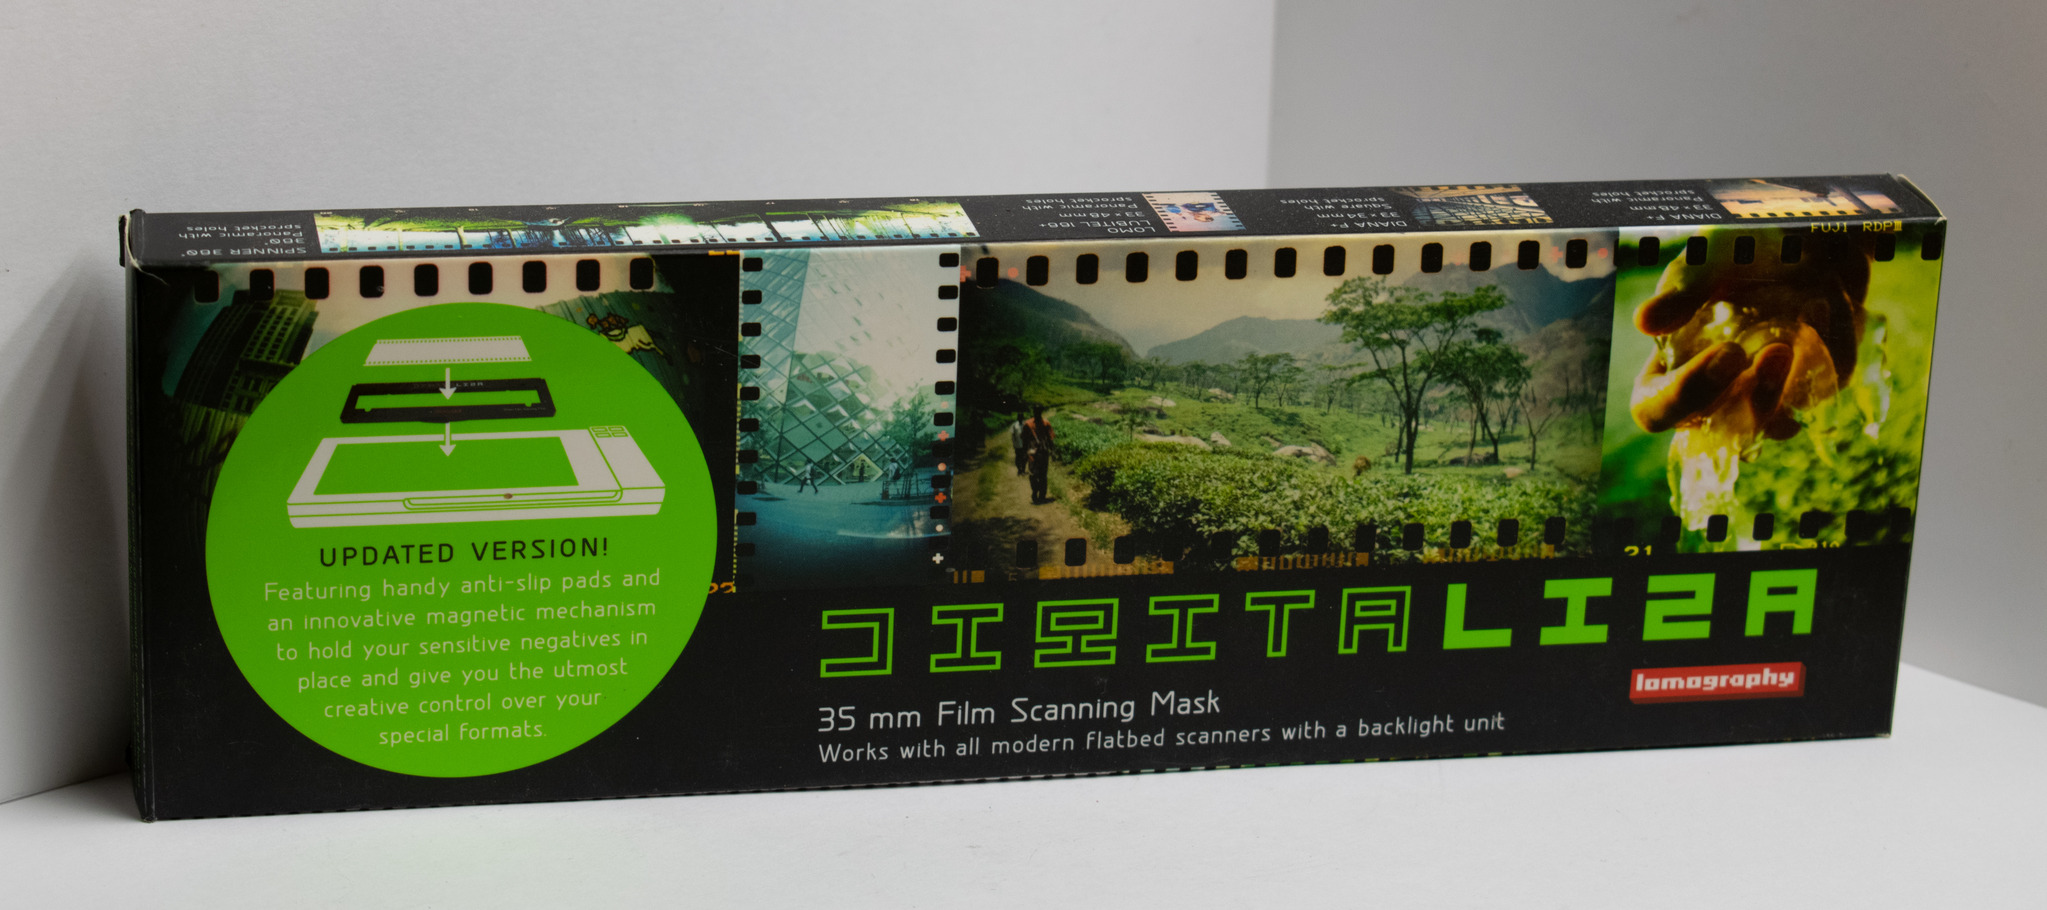 SPINNER 360°
360°
Panoramic with
sprocket holes
LOMO
LUBITEL 166+
33×48mm
Panoramic with
sprocket holes
DIANA F+
33×34mm
Square with
sprocket holes
DIANA F+
33×48mm
sprocket holes
FUJI RDPIII
UPDATED VERSION!
Featuring handy anti-slip pads and
an innovative magnetic mechanism
to hold your sensitive negatives in
place and give you the utmost
creative control over your
special formats.
21
DIGITALIZA
lomography
35 mm Film Scanning Mask
Works with all modern flatbed scanners with a backlight unit